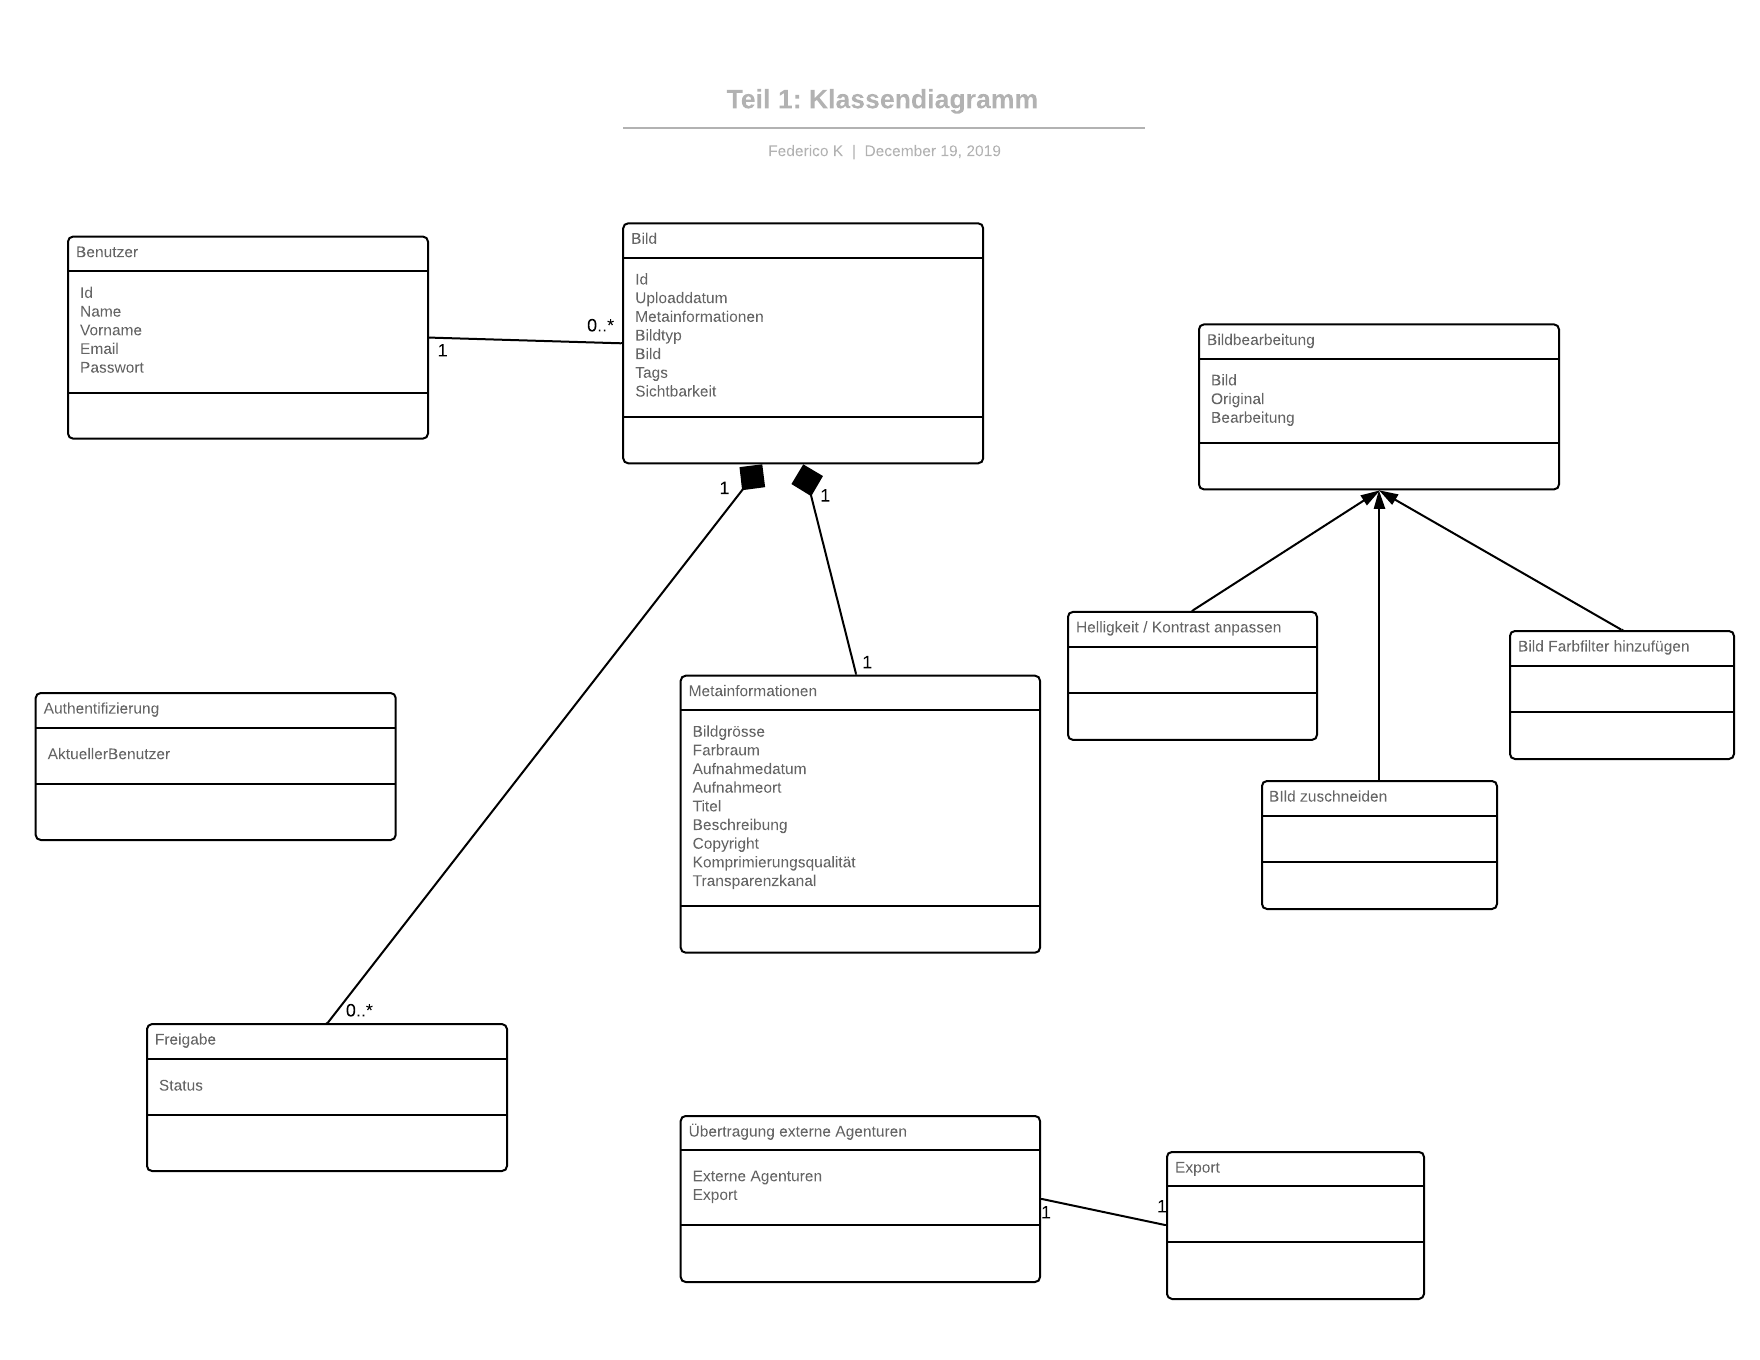 Teil 1: Klassendiagramm
Federico K | December 19, 2019
Benutzer
Id
Name
Vorname
Email
Passwort
1
0..*
Bild
Id
Uploaddatum
Metainformationen
Bildtyp
Bild
Tags
Sichtbarkeit
1
1
Bildbearbeitung
Bild
Original
Bearbeitung
Helligkeit / Kontrast anpassen
Bild Farbfilter hinzufügen
BIld zuschneiden
Authentifizierung
AktuellerBenutzer
1
Metainformationen
Bildgrösse
Farbraum
Aufnahmedatum
Aufnahmeort
Titel
Beschreibung
Copyright
Komprimierungsqualität
Transparenzkanal
0..*
Freigabe
Status
Übertragung externe Agenturen
Externe Agenturen
Export
1
1
Export